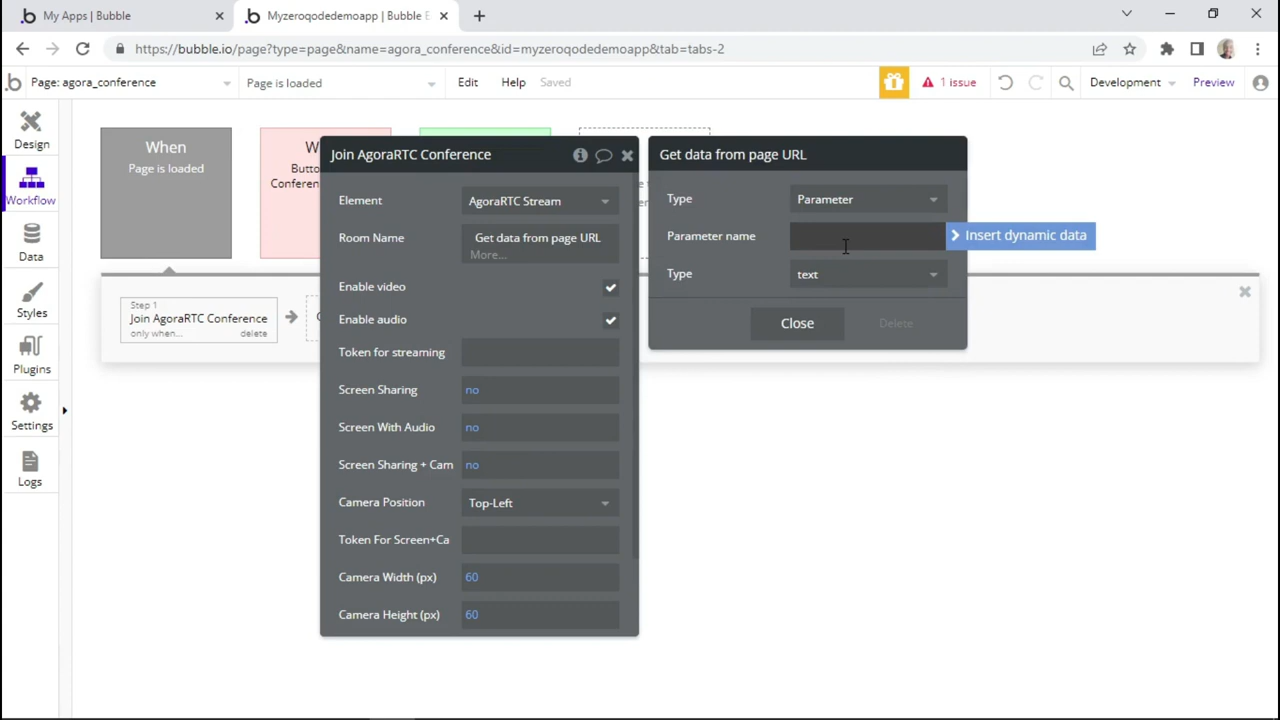 My Apps | Bubble
Myzeroqodedemoapp | Bubble E
https://bubble.io/page?type=page&name=agora_conference&id=myzeroqodedemoapp&tab=tabs-2
Page: agora_conference
Page is loaded
Edit
Help
Saved
1 issue
Development
Preview
Design
Workflow
Data
Styles
Plugins
Settings
Logs
When
Page is loaded
W
Button
Conferenc
Step 1
Join AgoraRTC Conference
only when...
delete
Join AgoraRTC Conference
Element
AgoraRTC Stream
Room Name
Get data from page URL
More...
Enable video
Enable audio
Token for streaming
Screen Sharing
no
Screen With Audio
no
Screen Sharing + Cam
no
Camera Position
Top-Left
Token For Screen+Ca
Camera Width (px)
60
Camera Height (px)
60
Get data from page URL
Type
Parameter
Parameter name
Insert dynamic data
Type
text
Close
Delete